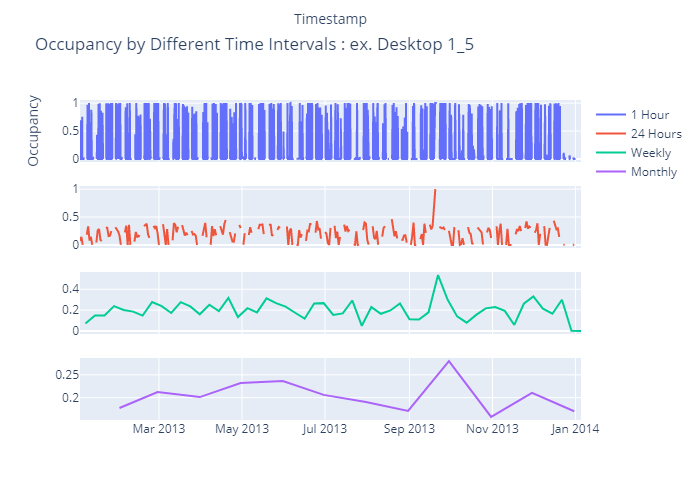 Timestamp
Occupancy by Different Time Intervals : ex. Desktop 1_5
Occupancy
1
0.5
0
1
0.5
0
0.4
0.2
0
0.25
0.2
Mar 2013 May 2013 Jul 2013 Sep 2013 Nov 2013 Jan 2014
1 Hour
24 Hours
Weekly
Monthly